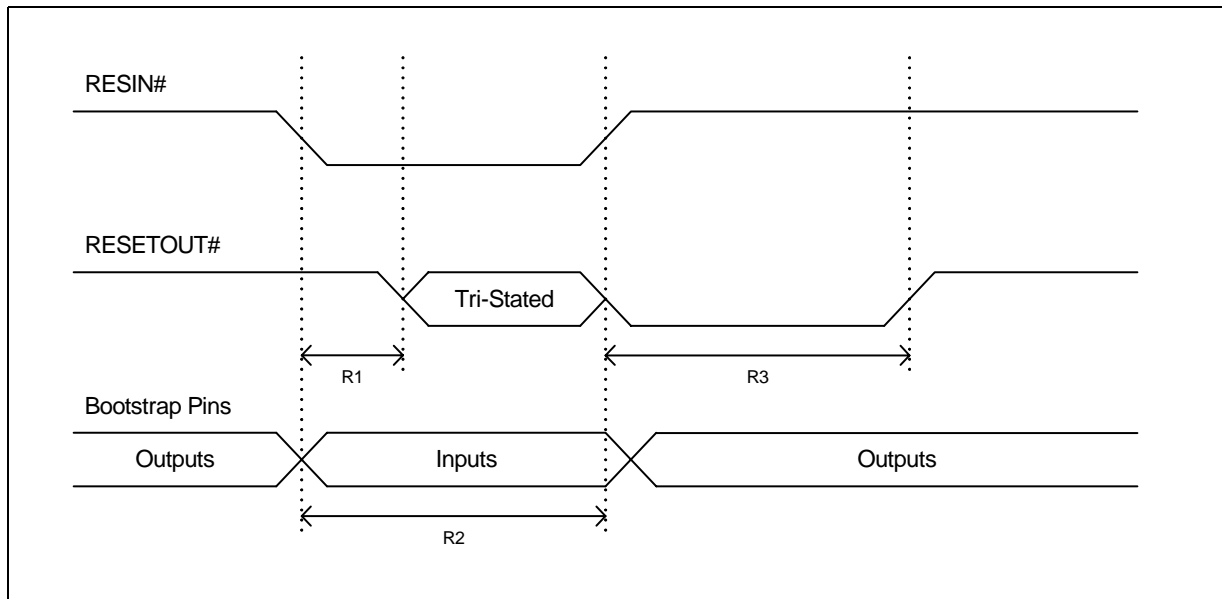 RESIN#
RESETOUT#
Tri-Stated
R1
R3
Bootstrap Pins
Outputs
Inputs
Outputs
R2